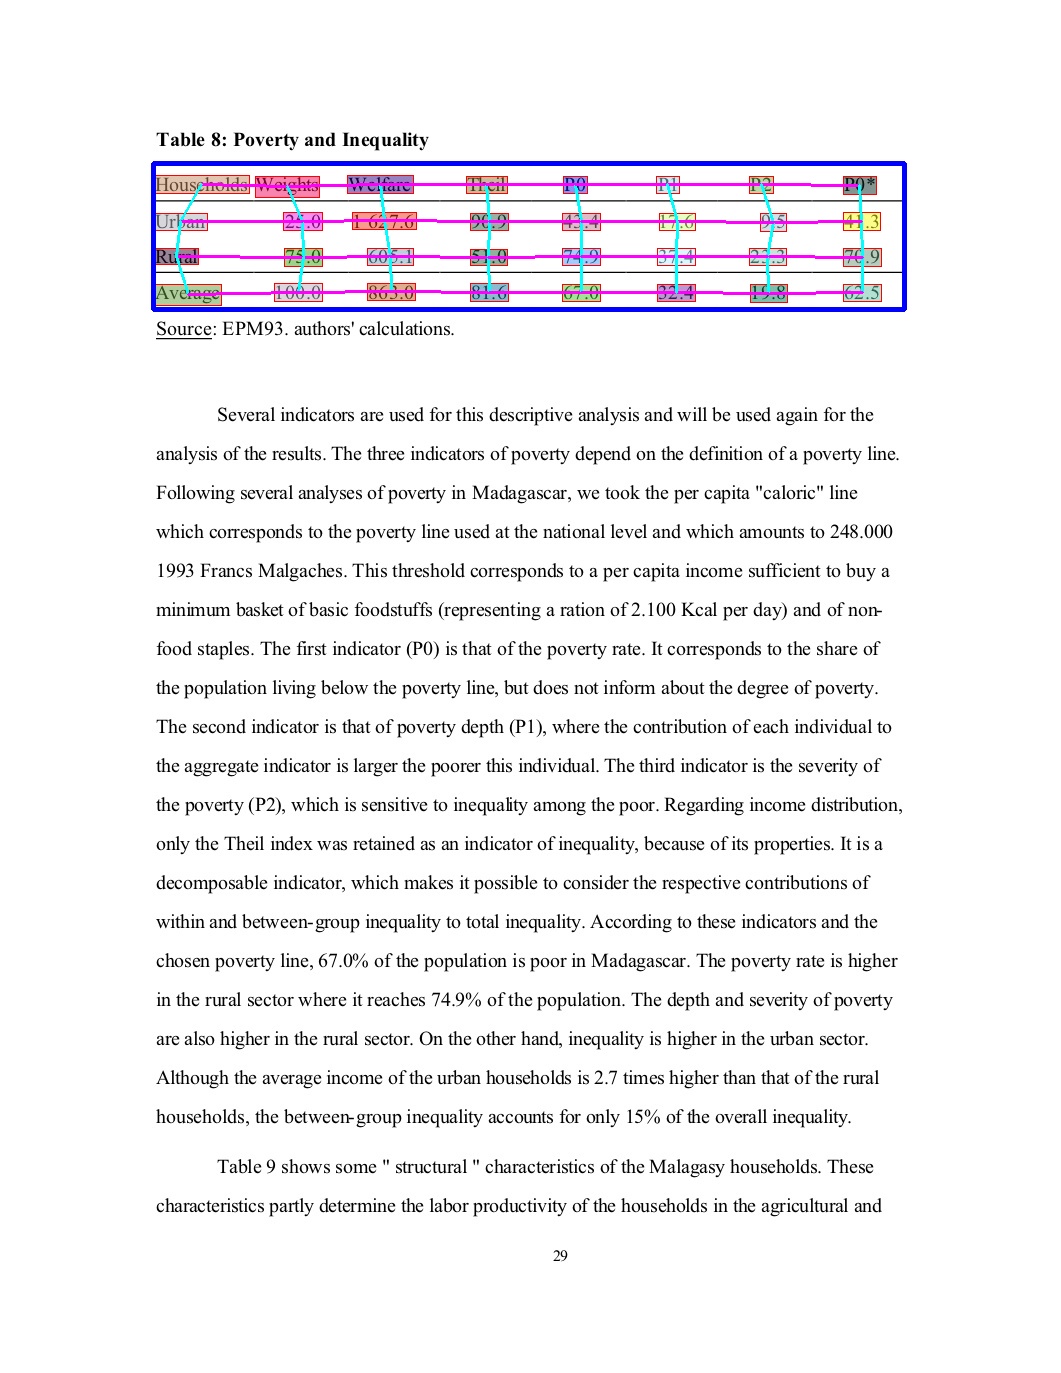 Table 8: Poverty and Inequality
Households Weights Welfare Theil P0 P1 P2 P0*
Urban 25.0 1 627.6 90.9 43.4 17.6 9.5 41.3
Rural 75.0 605.1 51.0 74.9 37.4 23.3 70.9
Average 100.0 863.0 81.6 67.0 32.4 19.8 62.5
Source: EPM93. authors' calculations.
Several indicators are used for this descriptive analysis and will be used again for the
analysis of the results. The three indicators of poverty depend on the definition of a poverty line.
Following several analyses of poverty in Madagascar, we took the per capita "caloric" line
which corresponds to the poverty line used at the national level and which amounts to 248.000
1993 Francs Malgaches. This threshold corresponds to a per capita income sufficient to buy a
minimum basket of basic foodstuffs (representing a ration of 2.100 Kcal per day) and of non-
food staples. The first indicator (P0) is that of the poverty rate. It corresponds to the share of
the population living below the poverty line, but does not inform about the degree of poverty.
The second indicator is that of poverty depth (P1), where the contribution of each individual to
the aggregate indicator is larger the poorer this individual. The third indicator is the severity of
the poverty (P2), which is sensitive to inequality among the poor. Regarding income distribution,
only the Theil index was retained as an indicator of inequality, because of its properties. It is a
decomposable indicator, which makes it possible to consider the respective contributions of
within and between-group inequality to total inequality. According to these indicators and the
chosen poverty line, 67.0% of the population is poor in Madagascar. The poverty rate is higher
in the rural sector where it reaches 74.9% of the population. The depth and severity of poverty
are also higher in the rural sector. On the other hand, inequality is higher in the urban sector.
Although the average income of the urban households is 2.7 times higher than that of the rural
households, the between-group inequality accounts for only 15% of the overall inequality.
Table 9 shows some " structural " characteristics of the Malagasy households. These
characteristics partly determine the labor productivity of the households in the agricultural and
29